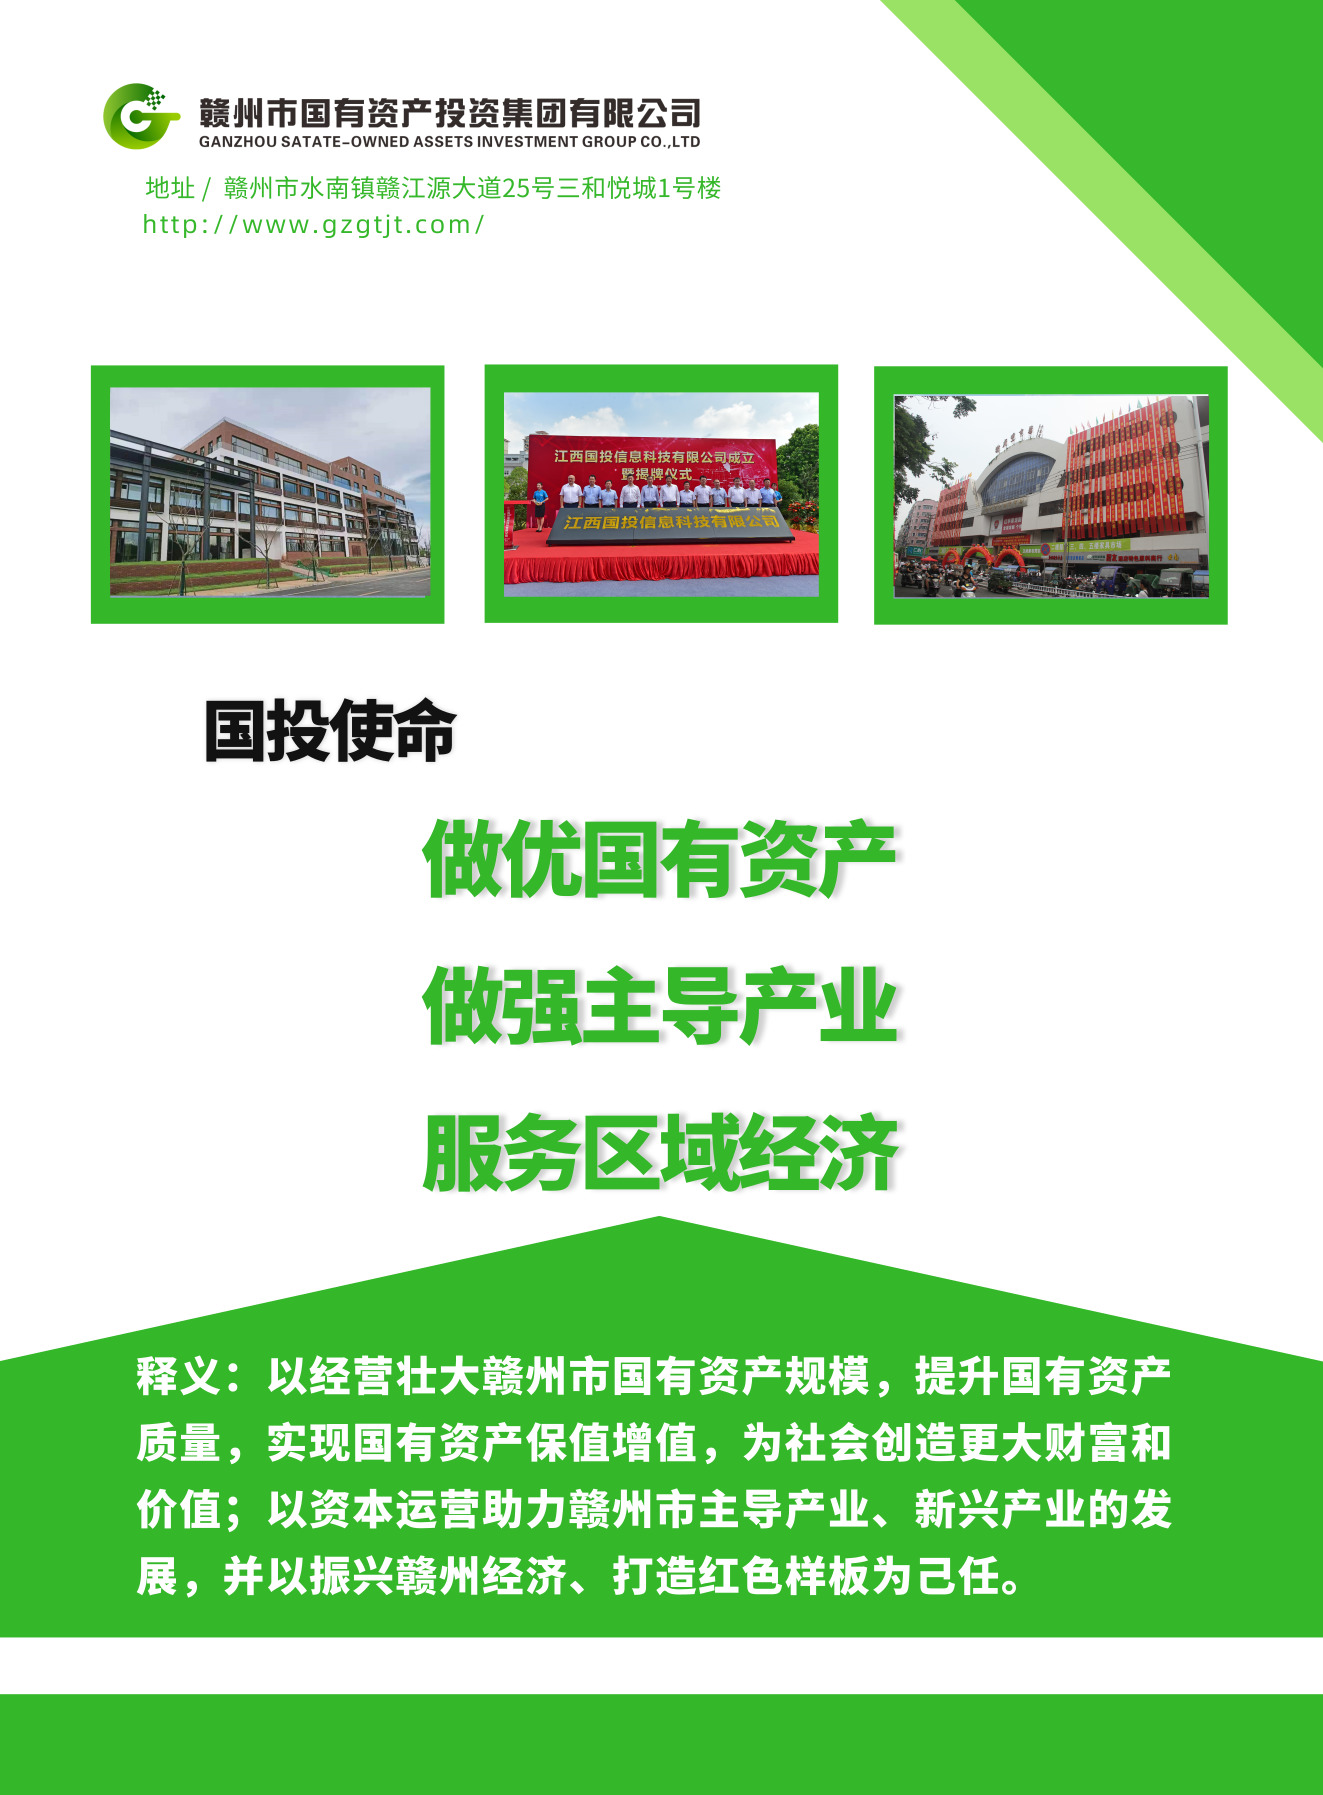 赣州市国有资产投资集团有限公司
GANZHOU SATATE-OWNED ASSETS INVESTMENT GROUP CO.,LTD
地址 / 赣州市水南镇赣江源大道25号三和悦城1号楼
http://www.gzgtjt.com/
江西国投信息科技有限公司成立
暨揭牌仪式
江西国投信息科技有限公司
国投使命
做优国有资产
做强主导产业
服务区域经济
释义：以经营壮大赣州市国有资产规模，提升国有资产
质量，实现国有资产保值增值，为社会创造更大财富和
价值；以资本运营助力赣州市主导产业、新兴产业的发
展，并以振兴赣州经济、打造红色样板为己任。